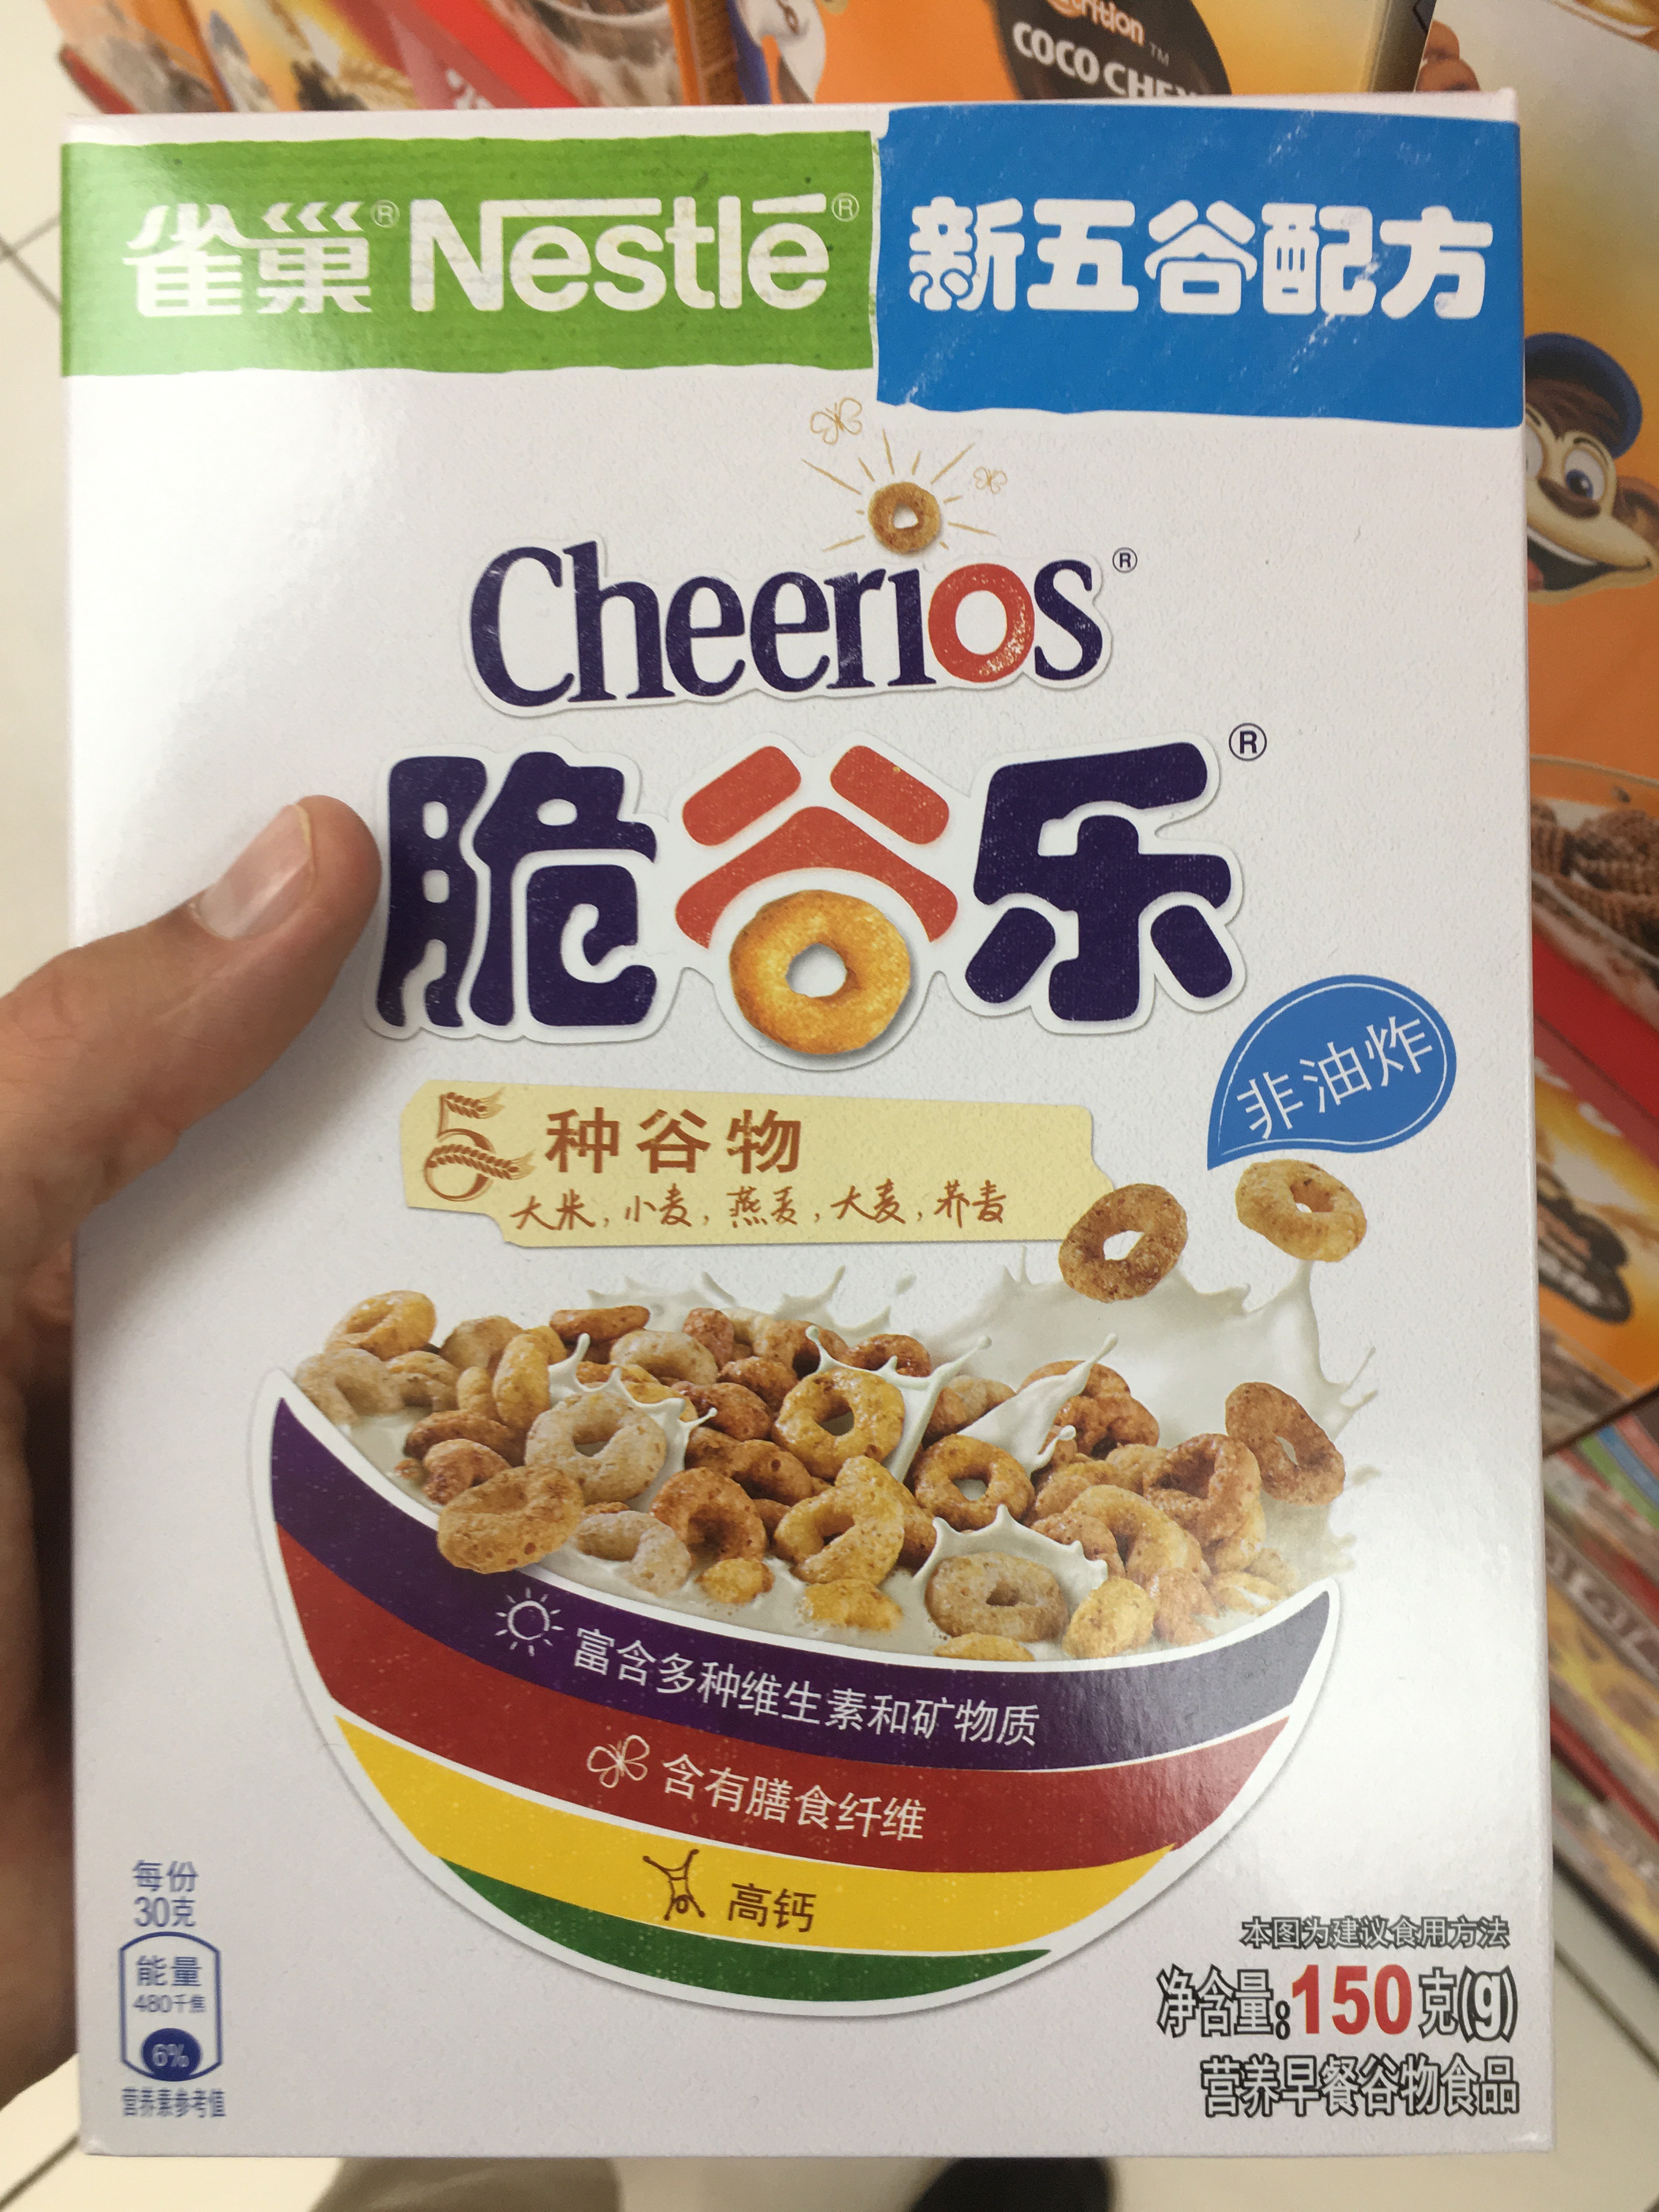 trition™
COCO CHE
雀巢® Nestlé®
新五谷配方
Cheerios®
脆谷乐®
非油炸
5种谷物
大米,小麦,燕麦,大麦,荞麦
富含多种维生素和矿物质
含有膳食纤维
高钙
每份
30克
能量
480千焦
6%
营养素参考值
本图为建议食用方法
净含量:150克(g)
营养早餐谷物食品